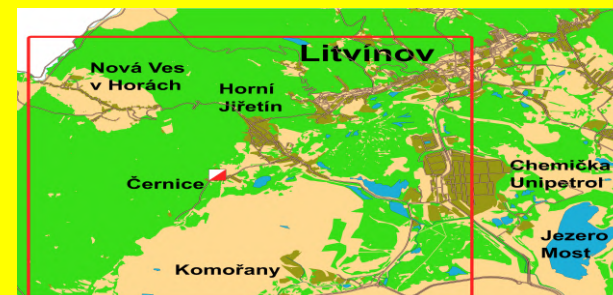 Litvínov
Nová Ves
v Horách
Horní
Jiřetín
Chemička
Unipetrol
Černice
Jezero
Most
Komořany